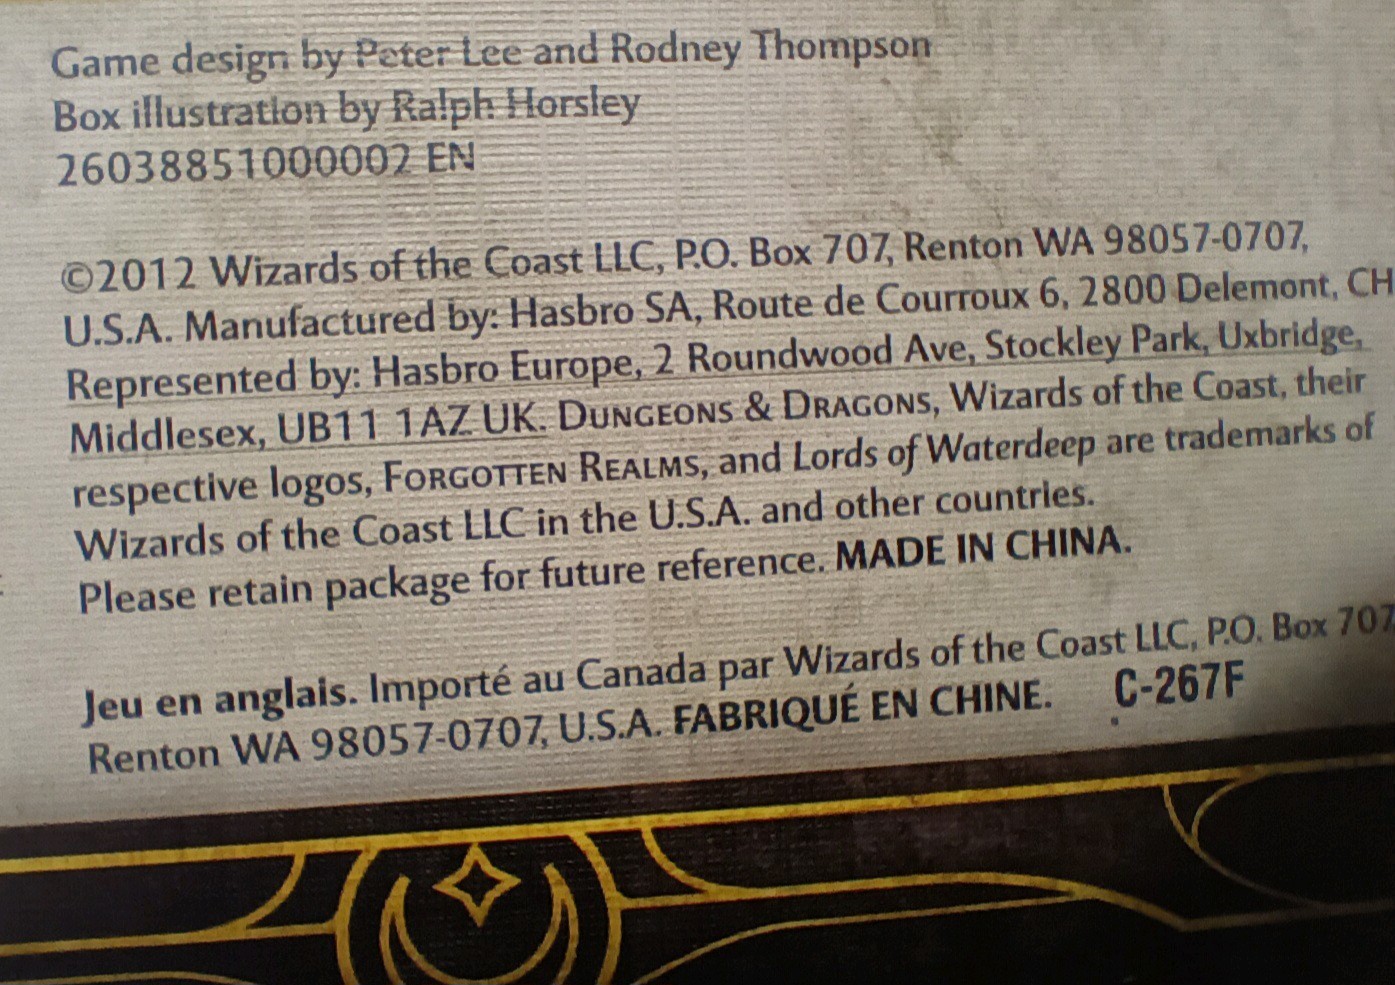 Game design by Peter Lee and Rodney Thompson
Box illustration by Ralph Horsley
26038851000002 EN
©2012 Wizards of the Coast LLC, P.O. Box 707, Renton WA 98057-0707,
U.S.A. Manufactured by: Hasbro SA, Route de Courroux 6, 2800 Delemont, CH
Represented by: Hasbro Europe, 2 Roundwood Ave, Stockley Park, Uxbridge,
Middlesex, UB11 1AZ UK. DUNGEONS & DRAGONS, Wizards of the Coast, their
respective logos, FORGOTTEN REALMS, and Lords of Waterdeep are trademarks of
Wizards of the Coast LLC in the U.S.A. and other countries.
Please retain package for future reference. MADE IN CHINA.
Jeu en anglais. Importé au Canada par Wizards of the Coast LLC, P.O. Box 707
Renton WA 98057-0707, U.S.A. FABRIQUÉ EN CHINE. C-267F